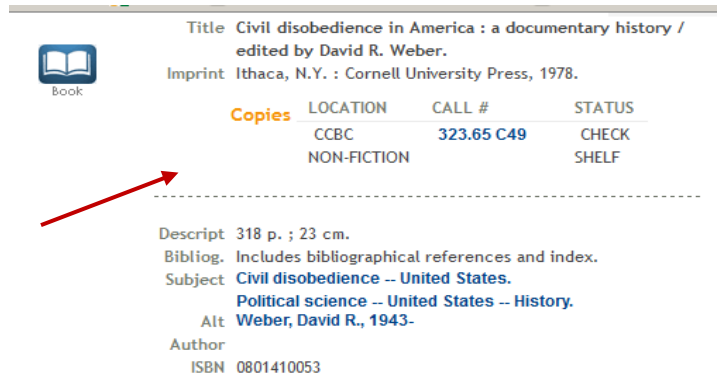 Title Civil disobedience in America : a documentary history /
edited by David R. Weber.
Book
Imprint Ithaca, N.Y. : Cornell University Press, 1978.
Copies LOCATION CALL # STATUS
CCBC 323.65 C49 CHECK
NON-FICTION SHELF
Descript 318 p. ; 23 cm.
Bibliog. Includes bibliographical references and index.
Subject Civil disobedience -- United States.
Political science -- United States -- History.
Alt Weber, David R., 1943-
Author
ISBN 0801410053